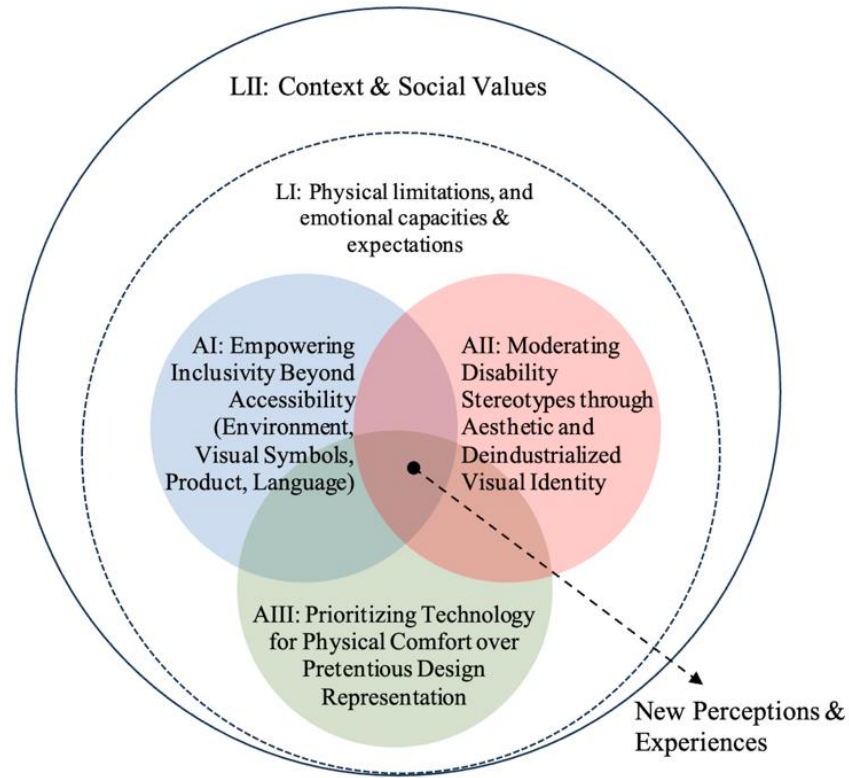 LII: Context & Social Values
LI: Physical limitations, and
emotional capacities &
expectations
AI: Empowering
Inclusivity Beyond
Accessibility
(Environment,
Visual Symbols,
Product, Language)
AII: Moderating
Disability
Stereotypes through
Aesthetic and
Deindustrialized
Visual Identity
AIII: Prioritizing Technology
for Physical Comfort over
Pretentious Design
Representation
New Perceptions &
Experiences